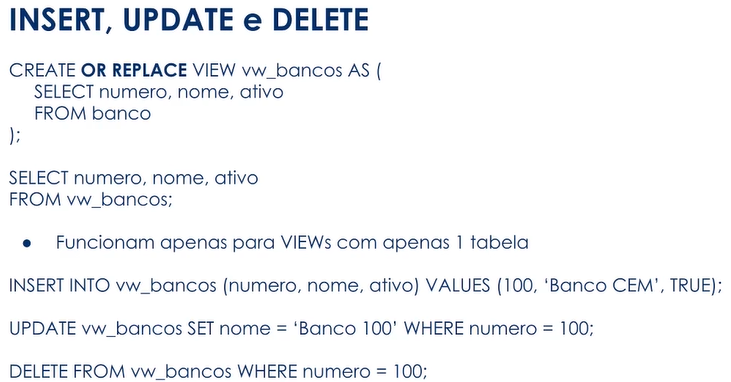 INSERT, UPDATE e DELETE
CREATE OR REPLACE VIEW vw_bancos AS (
SELECT numero, nome, ativo
FROM banco
);
SELECT numero, nome, ativo
FROM vw_bancos;
● Funcionam apenas para VIEWs com apenas 1 tabela
INSERT INTO vw_bancos (numero, nome, ativo) VALUES (100, ‘Banco CEM’, TRUE);
UPDATE vw_bancos SET nome = ‘Banco 100’ WHERE numero = 100;
DELETE FROM vw_bancos WHERE numero = 100;